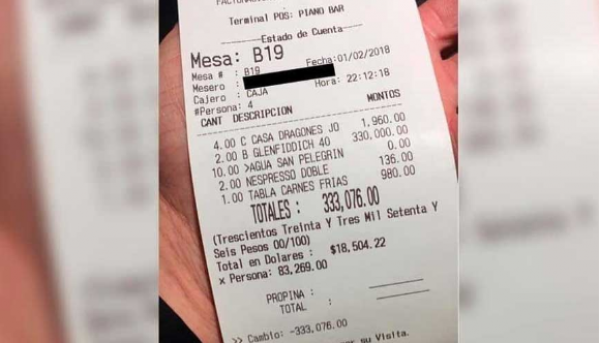 Terminal POS: PIANO BAR
Estado de Cuenta
Mesa: B19
Mesa # : B19 Fecha:01/02/2018
Mesero :
Cajero : CAJA Hora: 22:12:18
#Persona: 4
CANT DESCRIPCION MONTOS
4.00 C CASA DRAGONES JO 1,960.00
2.00 B GLENFIDDICH 40 330,000.00
10.00 >AGUA SAN PELEGRIN 0.00
2.00 NESPRESSO DOBLE 136.00
1.00 TABLA CARNES FRIAS 980.00
TOTALES : 333,076.00
(Trescientos Treinta Y Tres Mil Setenta Y
Seis Pesos 00/100)
Total en Dolares : $18,504.22
x Persona: 83,269.00
PROPINA :
TOTAL :
>> Cambio: -333,076.00
su Visita.